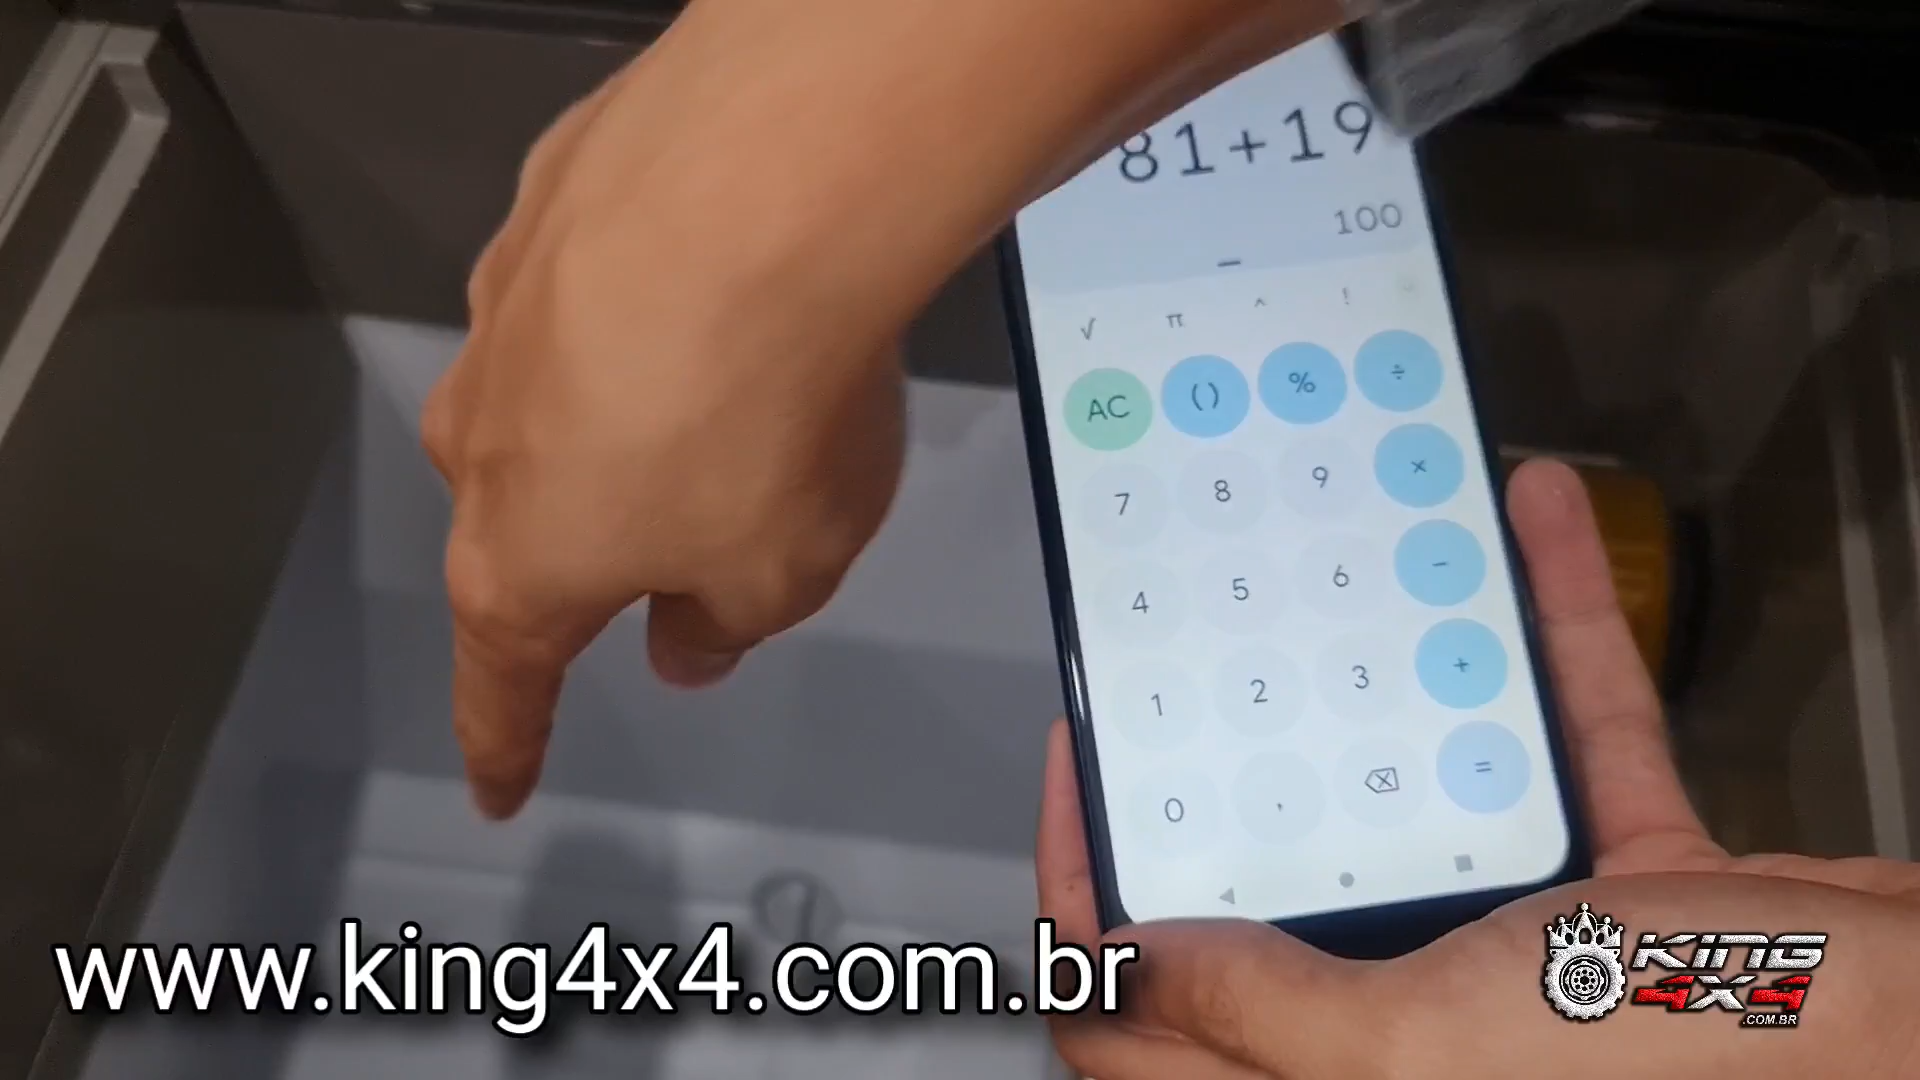 81+19
100
√ π ^ !
AC () % ÷
7 8 9 ×
4 5 6 −
1 2 3 +
0 , =
www.king4x4.com.br
KING
4X4
.COM.BR